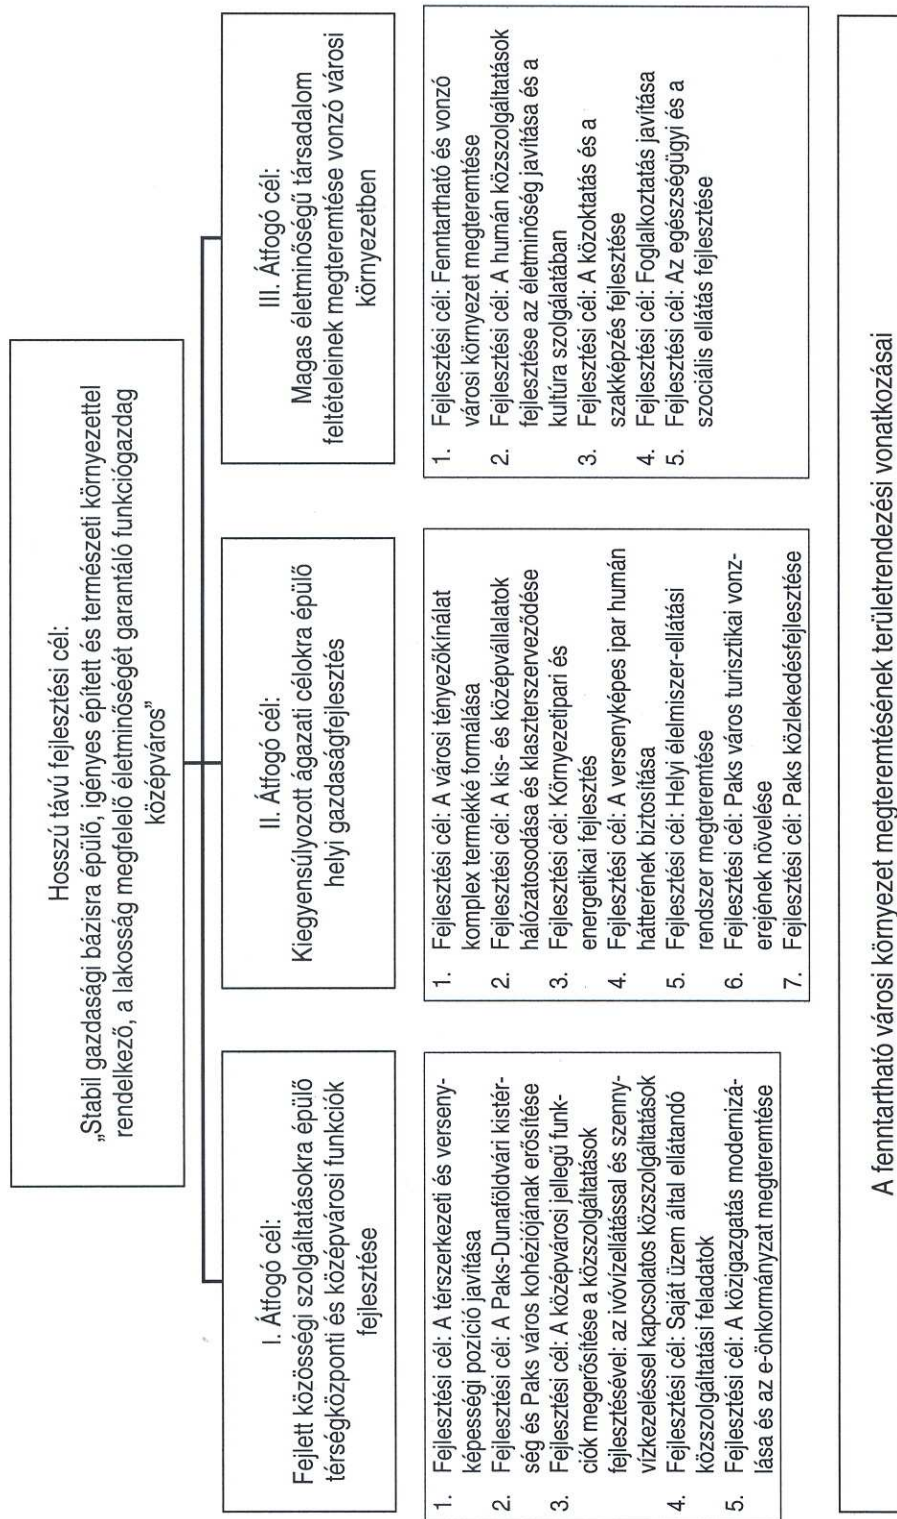 Hosszú távú fejlesztési cél:
„Stabil gazdasági bázisra épülő, igényes épített és természeti környezettel
rendelkező, a lakosság megfelelő életminőségét garantáló funkciógazdag
középváros”
I. Átfogó cél:
Fejlett közösségi szolgáltatásokra épülő
térségközponti és középvárosi funkciók
fejlesztése
1. Fejlesztési cél: A térszerkezeti és verseny-
képességi pozíció javítása
2. Fejlesztési cél: A Paks-Dunaföldvári kistér-
ség és Paks város kohéziójának erősítése
3. Fejlesztési cél: A középvárosi jellegű funk-
ciók megerősítése a közszolgáltatások
fejlesztésével: az ivóvízellátással és szenny-
vízkezeléssel kapcsolatos közszolgáltatások
4. Fejlesztési cél: Saját üzem által ellátandó
közszolgáltatási feladatok
5. Fejlesztési cél: A közigazgatás modernizá-
lása és az e-önkormányzat megteremtése
II. Átfogó cél:
Kiegyensúlyozott ágazati célokra épülő
helyi gazdaságfejlesztés
1. Fejlesztési cél: A városi tényezőkínálat
komplex termékké formálása
2. Fejlesztési cél: A kis- és középvállalatok
hálózatosodása és klaszterszerveződése
3. Fejlesztési cél: Környezetipari és
energetikai fejlesztés
4. Fejlesztési cél: A versenyképes ipar humán
hátterének biztosítása
5. Fejlesztési cél: Helyi élelmiszer-ellátási
rendszer megteremtése
6. Fejlesztési cél: Paks város turisztikai vonz-
erejének növelése
7. Fejlesztési cél: Paks közlekedésfejlesztése
III. Átfogó cél:
Magas életminőségű társadalom
feltételeinek megteremtése vonzó városi
környezetben
1. Fejlesztési cél: Fenntartható és vonzó
városi környezet megteremtése
2. Fejlesztési cél: A humán közszolgáltatások
fejlesztése az életminőség javítása és a
kultúra szolgálatában
3. Fejlesztési cél: A közoktatás és a
szakképzés fejlesztése
4. Fejlesztési cél: Foglalkoztatás javítása
5. Fejlesztési cél: Az egészségügyi és a
szociális ellátás fejlesztése
A fenntartható városi környezet megteremtésének területrendezési vonatkozásai